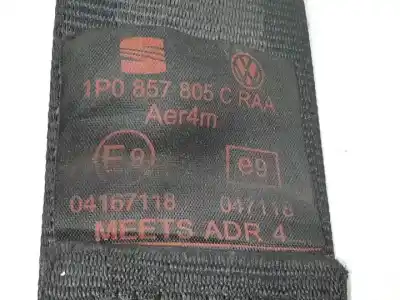 1P0 857 805 C RAA
Aer4m
E9 e9
04167118 047118
MEETS ADR 4